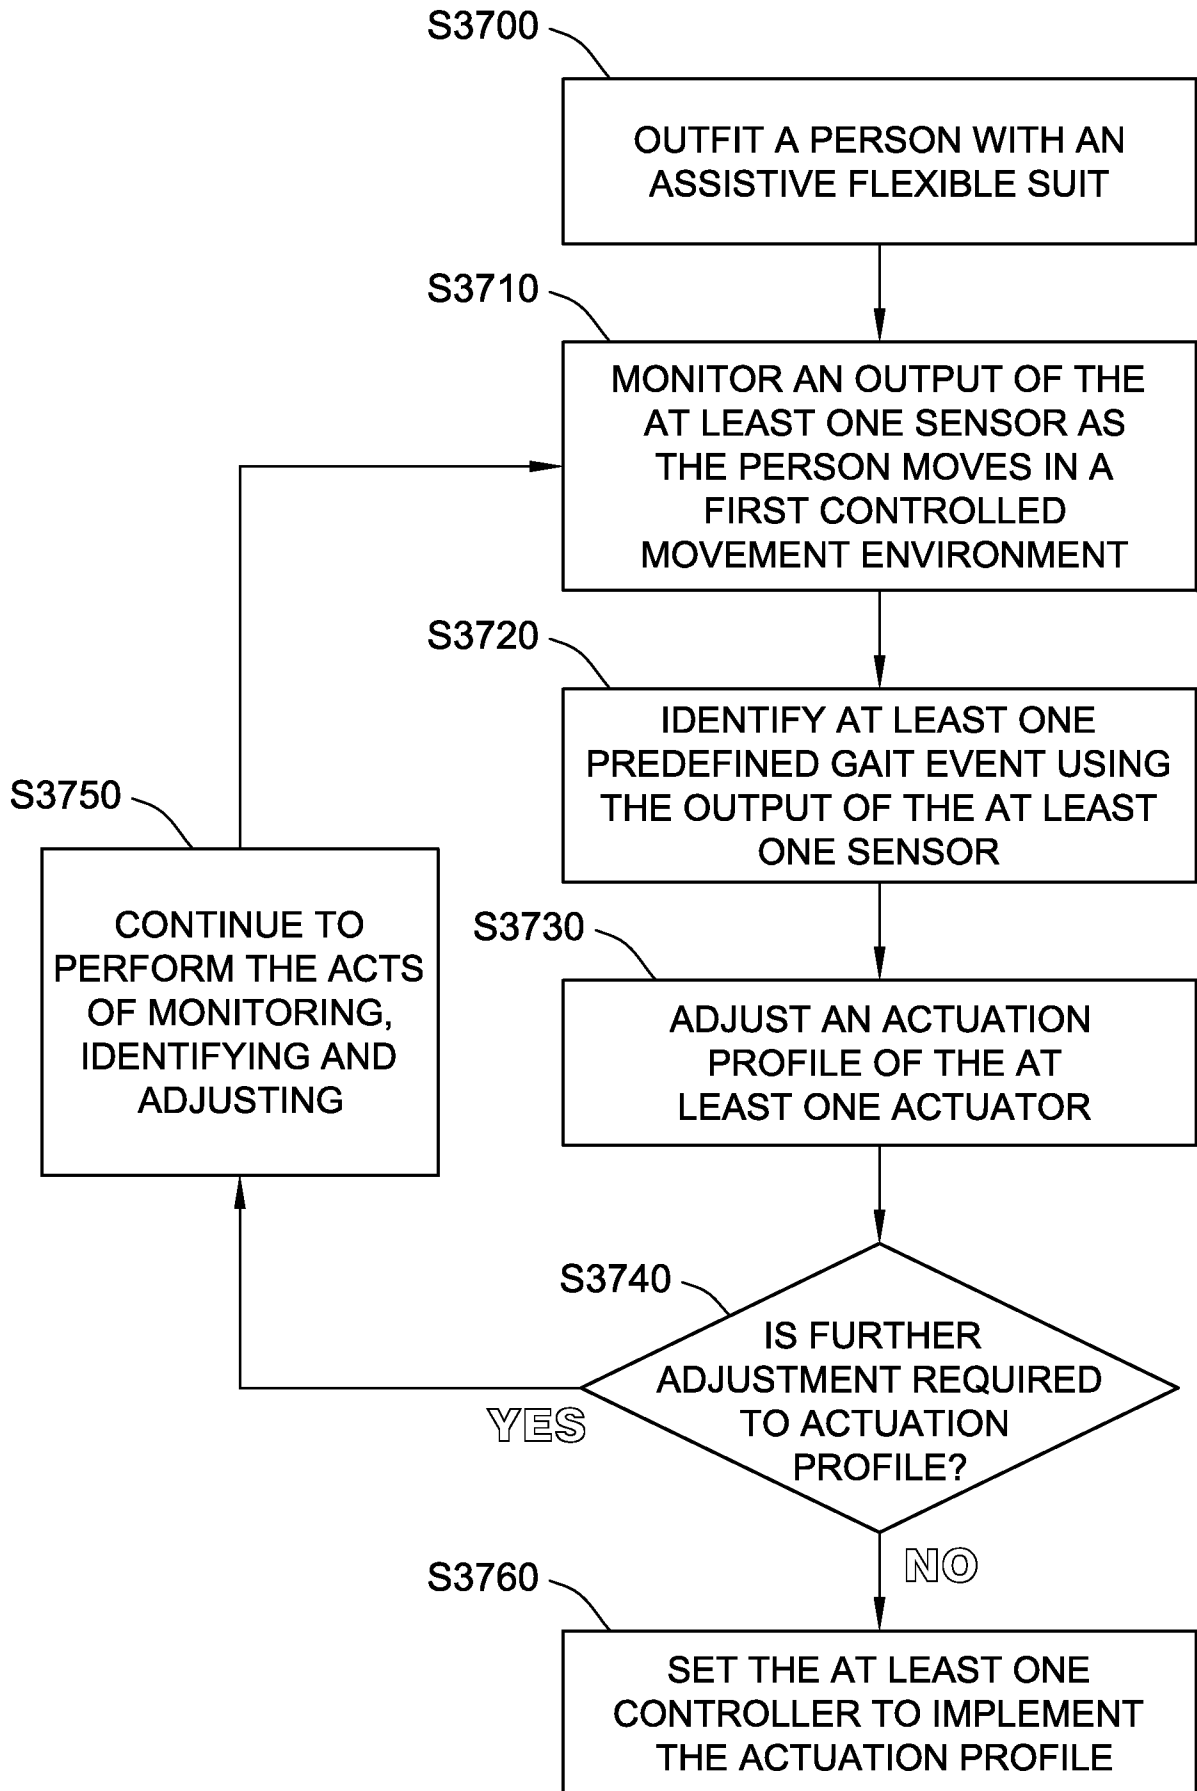 S3700
OUTFIT A PERSON WITH AN
ASSISTIVE FLEXIBLE SUIT
S3710
MONITOR AN OUTPUT OF THE
AT LEAST ONE SENSOR AS
THE PERSON MOVES IN A
FIRST CONTROLLED
MOVEMENT ENVIRONMENT
S3720
IDENTIFY AT LEAST ONE
PREDEFINED GAIT EVENT USING
THE OUTPUT OF THE AT LEAST
ONE SENSOR
S3730
ADJUST AN ACTUATION
PROFILE OF THE AT
LEAST ONE ACTUATOR
S3740
IS FURTHER
ADJUSTMENT REQUIRED
TO ACTUATION
PROFILE?
YES
S3750
CONTINUE TO
PERFORM THE ACTS
OF MONITORING,
IDENTIFYING AND
ADJUSTING
NO
S3760
SET THE AT LEAST ONE
CONTROLLER TO IMPLEMENT
THE ACTUATION PROFILE